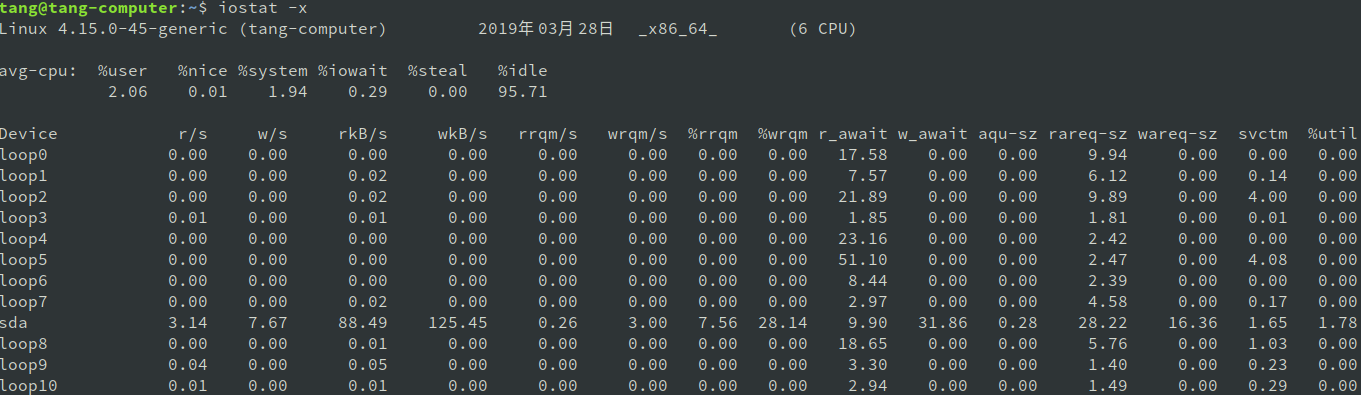 tang@tang-computer:~$ iostat -x
Linux 4.15.0-45-generic (tang-computer) 2019年03月28日 _x86_64_ (6 CPU)
avg-cpu: %user %nice %system %iowait %steal %idle
2.06 0.01 1.94 0.29 0.00 95.71
Device r/s w/s rkB/s wkB/s rrqm/s wrqm/s %rrqm %wrqm r_await w_await aqu-sz rareq-sz wareq-sz svctm %util
loop0 0.00 0.00 0.00 0.00 0.00 0.00 0.00 0.00 17.58 0.00 0.00 9.94 0.00 0.00 0.00
loop1 0.00 0.00 0.02 0.00 0.00 0.00 0.00 0.00 7.57 0.00 0.00 6.12 0.00 0.14 0.00
loop2 0.00 0.00 0.02 0.00 0.00 0.00 0.00 0.00 21.89 0.00 0.00 9.89 0.00 4.00 0.00
loop3 0.01 0.00 0.01 0.00 0.00 0.00 0.00 0.00 1.85 0.00 0.00 1.81 0.00 0.01 0.00
loop4 0.00 0.00 0.00 0.00 0.00 0.00 0.00 0.00 23.16 0.00 0.00 2.42 0.00 0.00 0.00
loop5 0.00 0.00 0.00 0.00 0.00 0.00 0.00 0.00 51.10 0.00 0.00 2.47 0.00 4.08 0.00
loop6 0.00 0.00 0.00 0.00 0.00 0.00 0.00 0.00 8.44 0.00 0.00 2.39 0.00 0.00 0.00
loop7 0.00 0.00 0.02 0.00 0.00 0.00 0.00 0.00 2.97 0.00 0.00 4.58 0.00 0.17 0.00
sda 3.14 7.67 88.49 125.45 0.26 3.00 7.56 28.14 9.90 31.86 0.28 28.22 16.36 1.65 1.78
loop8 0.00 0.00 0.01 0.00 0.00 0.00 0.00 0.00 18.65 0.00 0.00 5.76 0.00 1.03 0.00
loop9 0.04 0.00 0.05 0.00 0.00 0.00 0.00 0.00 3.30 0.00 0.00 1.40 0.00 0.23 0.00
loop10 0.01 0.00 0.01 0.00 0.00 0.00 0.00 0.00 2.94 0.00 0.00 1.49 0.00 0.29 0.00